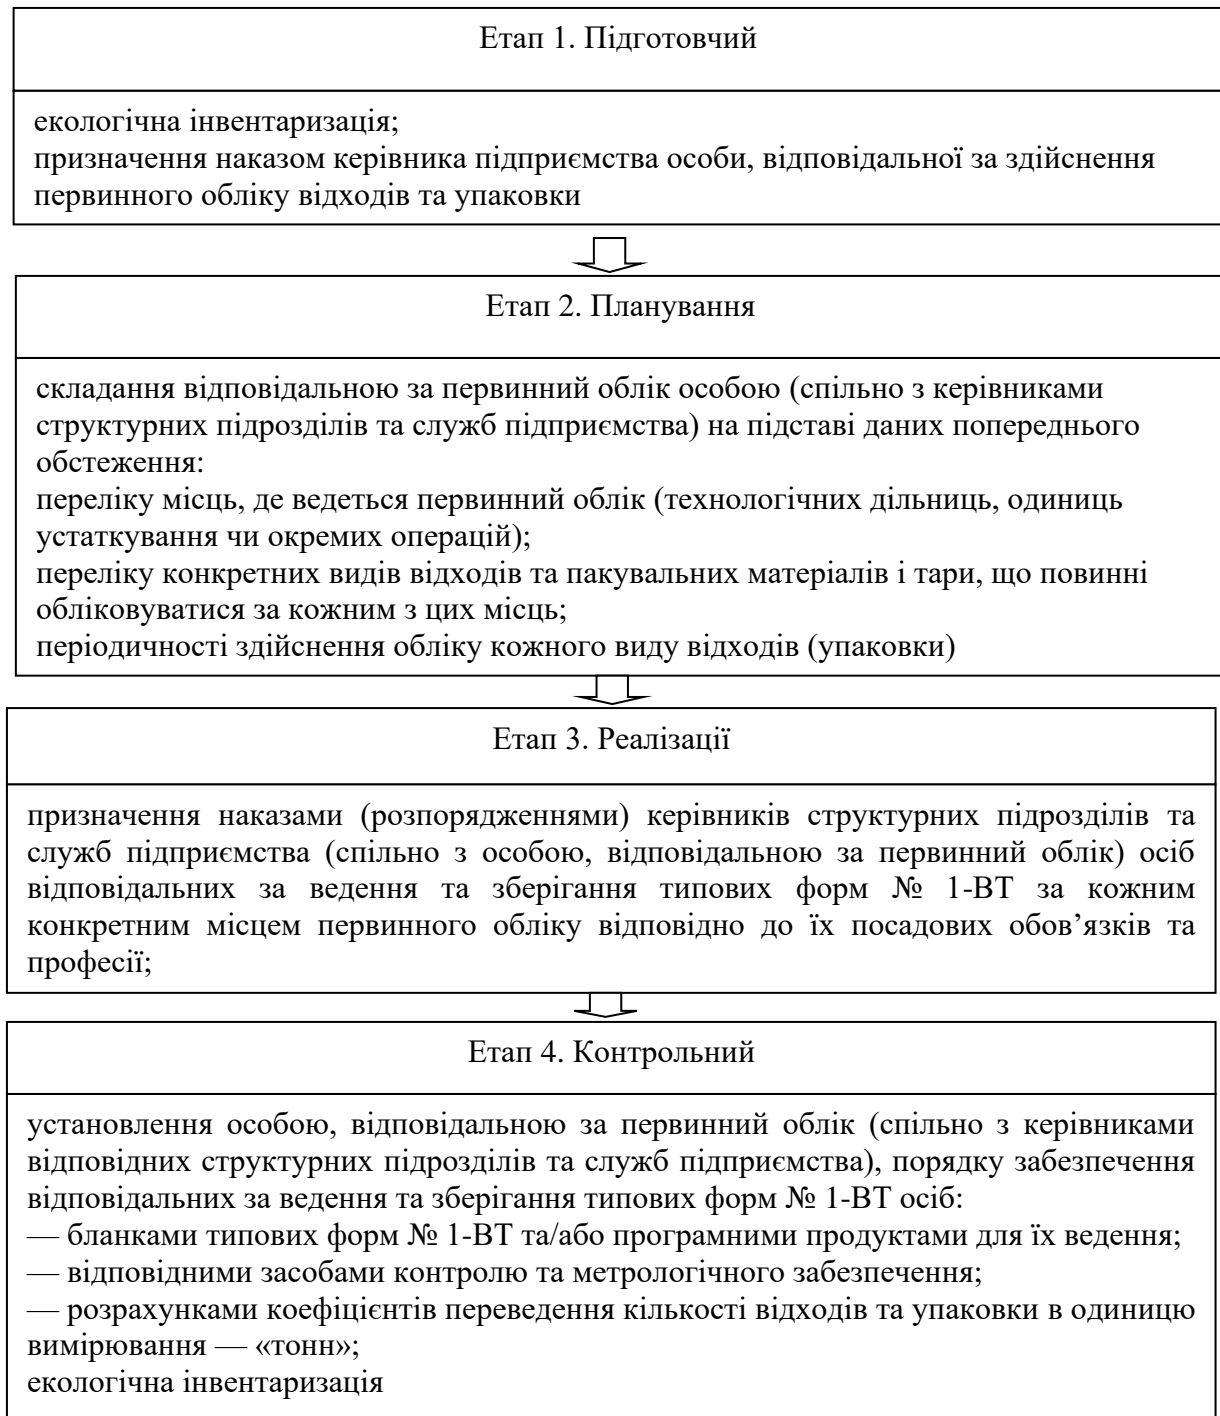 Етап 1. Підготовчий
екологічна інвентаризація;
призначення наказом керівника підприємства особи, відповідальної за здійснення
первинного обліку відходів та упаковки
Етап 2. Планування
складання відповідальною за первинний облік особою (спільно з керівниками
структурних підрозділів та служб підприємства) на підставі даних попереднього
обстеження:
переліку місць, де ведеться первинний облік (технологічних дільниць, одиниць
устаткування чи окремих операцій);
переліку конкретних видів відходів та пакувальних матеріалів і тари, що повинні
обліковуватися за кожним з цих місць;
періодичності здійснення обліку кожного виду відходів (упаковки)
Етап 3. Реалізації
призначення наказами (розпорядженнями) керівників структурних підрозділів та
служб підприємства (спільно з особою, відповідальною за первинний облік) осіб
відповідальних за ведення та зберігання типових форм № 1-ВТ за кожним
конкретним місцем первинного обліку відповідно до їх посадових обов’язків та
професії;
Етап 4. Контрольний
установлення особою, відповідальною за первинний облік (спільно з керівниками
відповідних структурних підрозділів та служб підприємства), порядку забезпечення
відповідальних за ведення та зберігання типових форм № 1-ВТ осіб:
— бланками типових форм № 1-ВТ та/або програмними продуктами для їх ведення;
— відповідними засобами контролю та метрологічного забезпечення;
— розрахунками коефіцієнтів переведення кількості відходів та упаковки в одиницю
вимірювання — «тонн»;
екологічна інвентаризація